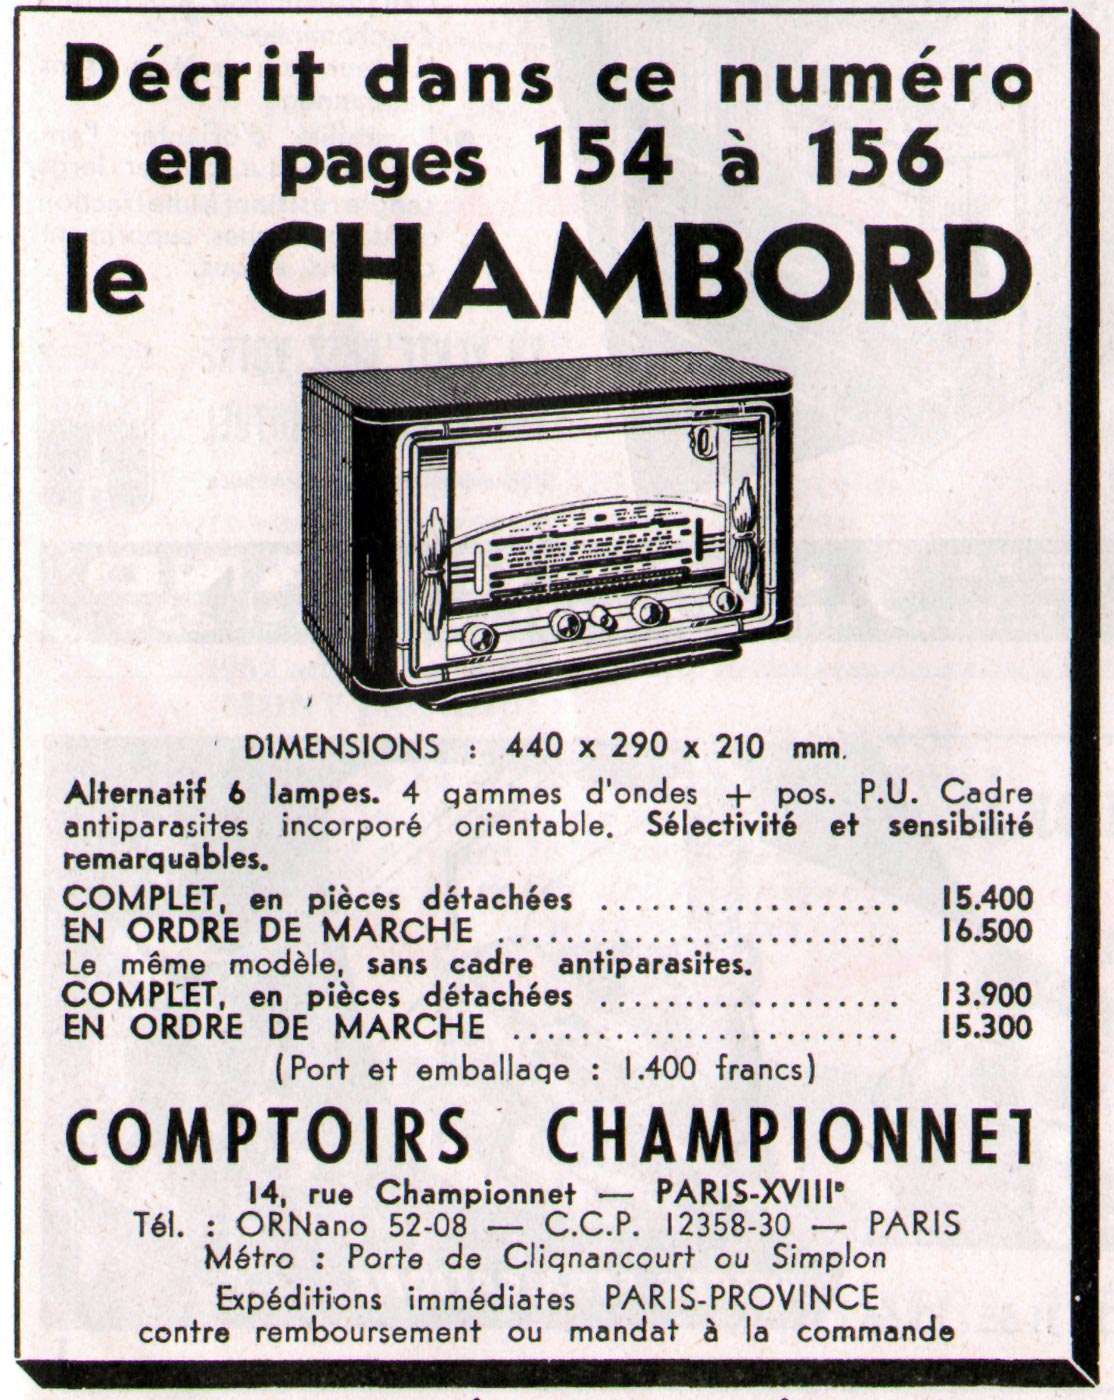 Décrit dans ce numéro
en pages 154 à 156
le CHAMBORD
DIMENSIONS : 440 x 290 x 210 mm.
Alternatif 6 lampes. 4 gammes d'ondes + pos. P.U. Cadre
antiparasites incorporé orientable. Sélectivité et sensibilité
remarquables.
COMPLET, en pièces détachées .................... 15.400
EN ORDRE DE MARCHE .......................... 16.500
Le même modèle, sans cadre antiparasites.
COMPLET, en pièces détachées .................... 13.900
EN ORDRE DE MARCHE ......................... 15.300
(Port et emballage : 1.400 francs)
COMPTOIRS CHAMPIONNET
14, rue Championnet — PARIS-XVIIIe
Tél. : ORNano 52-08 — C.C.P. 12358-30 — PARIS
Métro : Porte de Clignancourt ou Simplon
Expéditions immédiates PARIS-PROVINCE
contre remboursement ou mandat à la commande